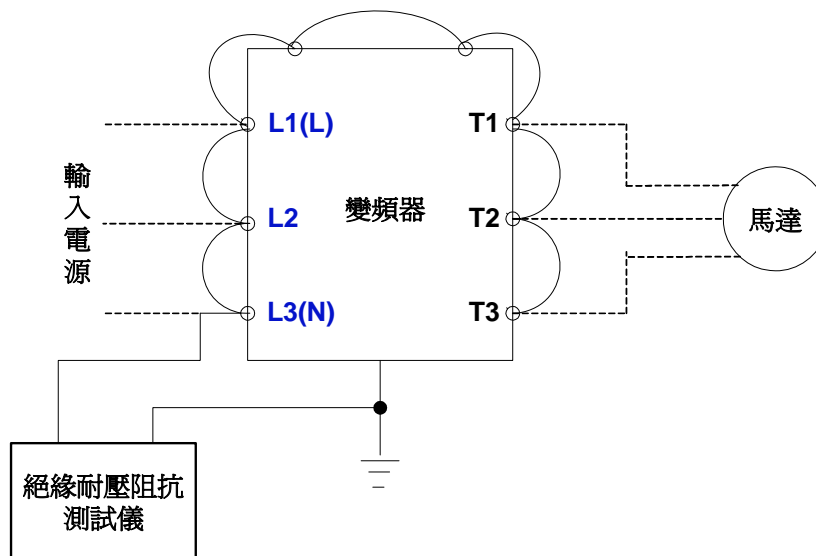 L1(L)
T1
輸入電源
L2
變頻器
T2
馬達
L3(N)
T3
絕緣耐壓阻抗
測試儀